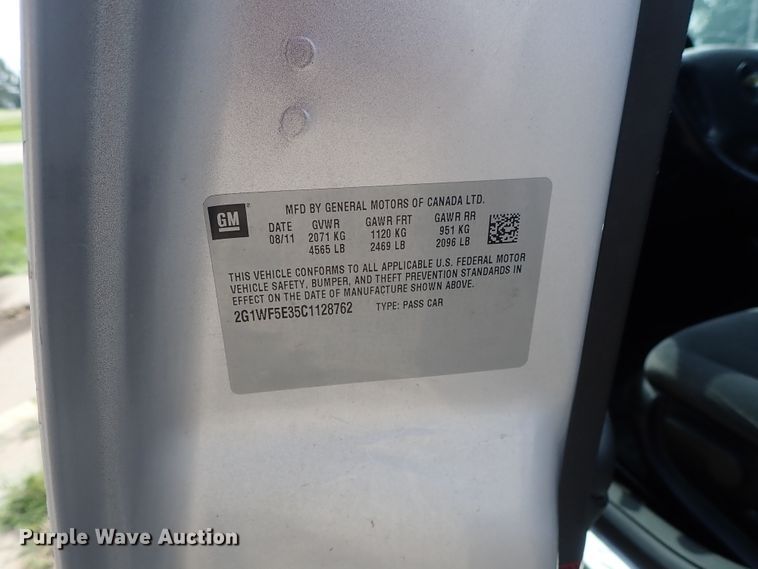 GM
MFD BY GENERAL MOTORS OF CANADA LTD.
DATE GVWR GAWR FRT GAWR RR
08/11 2071 KG 1120 KG 951 KG
4565 LB 2469 LB 2096 LB
THIS VEHICLE CONFORMS TO ALL APPLICABLE U.S. FEDERAL MOTOR
VEHICLE SAFETY, BUMPER, AND THEFT PREVENTION STANDARDS IN
EFFECT ON THE DATE OF MANUFACTURE SHOWN ABOVE.
2G1WF5E35C1128762 TYPE: PASS CAR
Purple Wave Auction